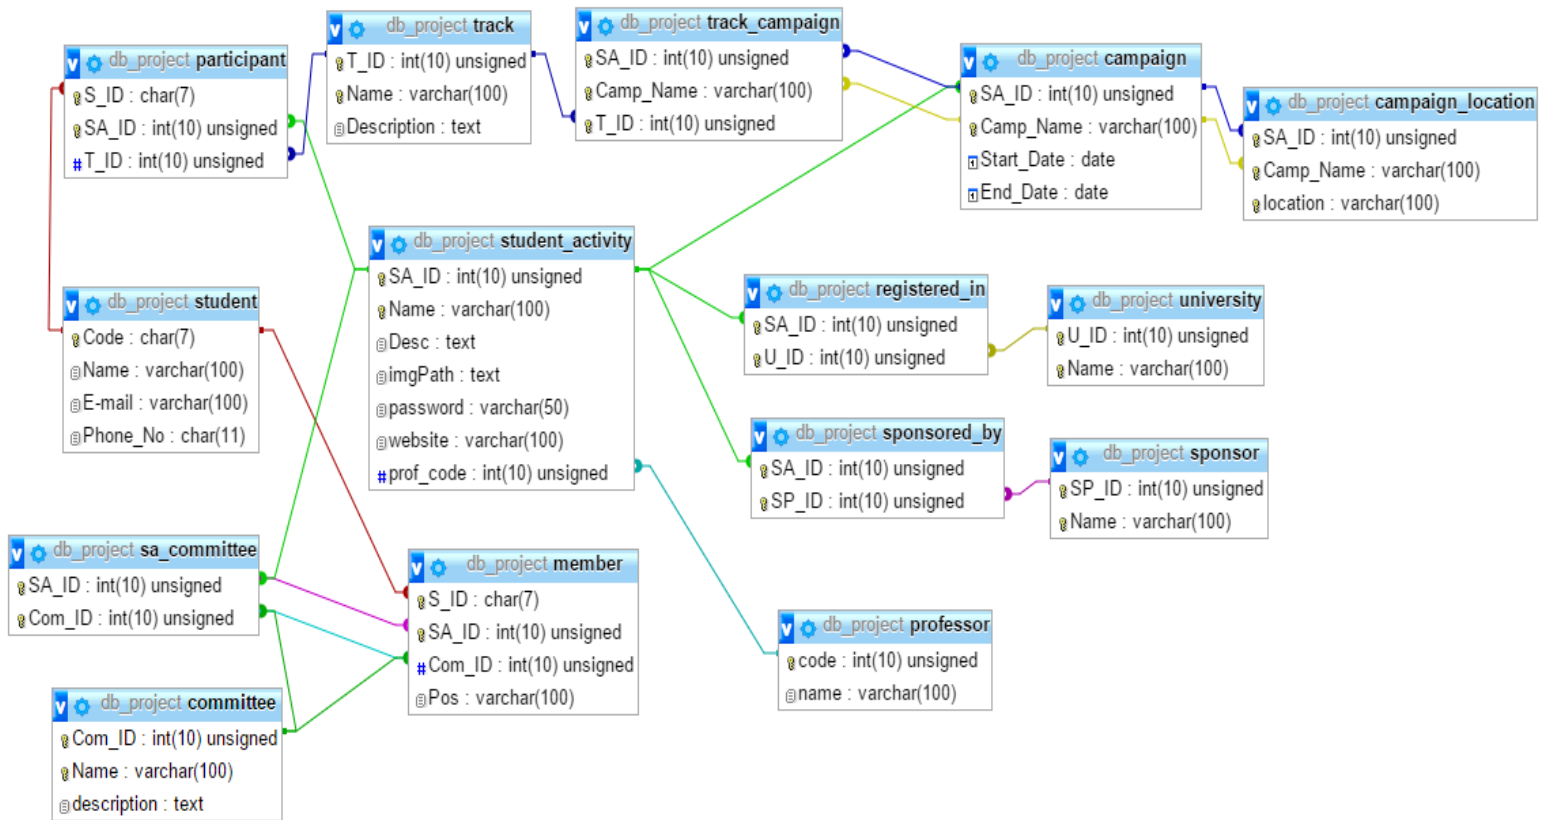 db_project participant
S_ID : char(7)
SA_ID : int(10) unsigned
#T_ID : int(10) unsigned
db_project track
T_ID : int(10) unsigned
Name : varchar(100)
Description : text
db_project track_campaign
SA_ID : int(10) unsigned
Camp_Name : varchar(100)
T_ID : int(10) unsigned
db_project campaign
SA_ID : int(10) unsigned
Camp_Name : varchar(100)
Start_Date : date
End_Date : date
db_project campaign_location
SA_ID : int(10) unsigned
Camp_Name : varchar(100)
location : varchar(100)
db_project student
Code : char(7)
Name : varchar(100)
E-mail : varchar(100)
Phone_No : char(11)
db_project student_activity
SA_ID : int(10) unsigned
Name : varchar(100)
Desc : text
imgPath : text
password : varchar(50)
website : varchar(100)
#prof_code : int(10) unsigned
db_project registered_in
SA_ID : int(10) unsigned
U_ID : int(10) unsigned
db_project university
U_ID : int(10) unsigned
Name : varchar(100)
db_project sponsored_by
SA_ID : int(10) unsigned
SP_ID : int(10) unsigned
db_project sponsor
SP_ID : int(10) unsigned
Name : varchar(100)
db_project sa_committee
SA_ID : int(10) unsigned
Com_ID : int(10) unsigned
db_project member
S_ID : char(7)
SA_ID : int(10) unsigned
#Com_ID : int(10) unsigned
Pos : varchar(100)
db_project professor
code : int(10) unsigned
name : varchar(100)
db_project committee
Com_ID : int(10) unsigned
Name : varchar(100)
description : text